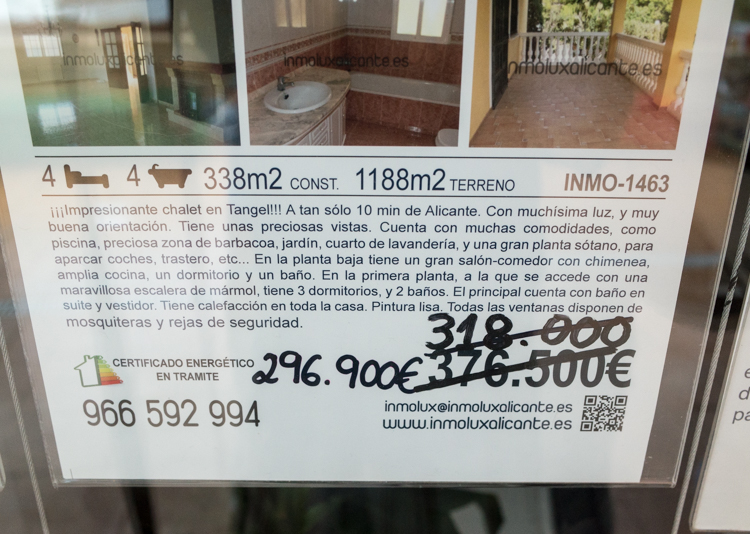 inmoluxalicante.es
inmoluxalicante.es
inmoluxalicante.es
4 4 338m2 CONST. 1188m2 TERRENO INMO-1463
¡¡¡Impresionante chalet en Tangel!!! A tan sólo 10 min de Alicante. Con muchísima luz, y muy
buena orientación. Tiene unas preciosas vistas. Cuenta con muchas comodidades, como
piscina, preciosa zona de barbacoa, jardín, cuarto de lavandería, y una gran planta sótano, para
aparcar coches, trastero, etc... En la planta baja tiene un gran salón-comedor con chimenea,
amplia cocina, un dormitorio y un baño. En la primera planta, a la que se accede con una
maravillosa escalera de mármol, tiene 3 dormitorios, y 2 baños. El principal cuenta con baño en
suite y vestidor. Tiene calefacción en toda la casa. Pintura lisa. Todas las ventanas disponen de
mosquiteras y rejas de seguridad.
318.000
CERTIFICADO ENERGÉTICO
EN TRAMITE
296.900€ 376.500€
966 592 994
inmolux@inmoluxalicante.es
www.inmoluxalicante.es